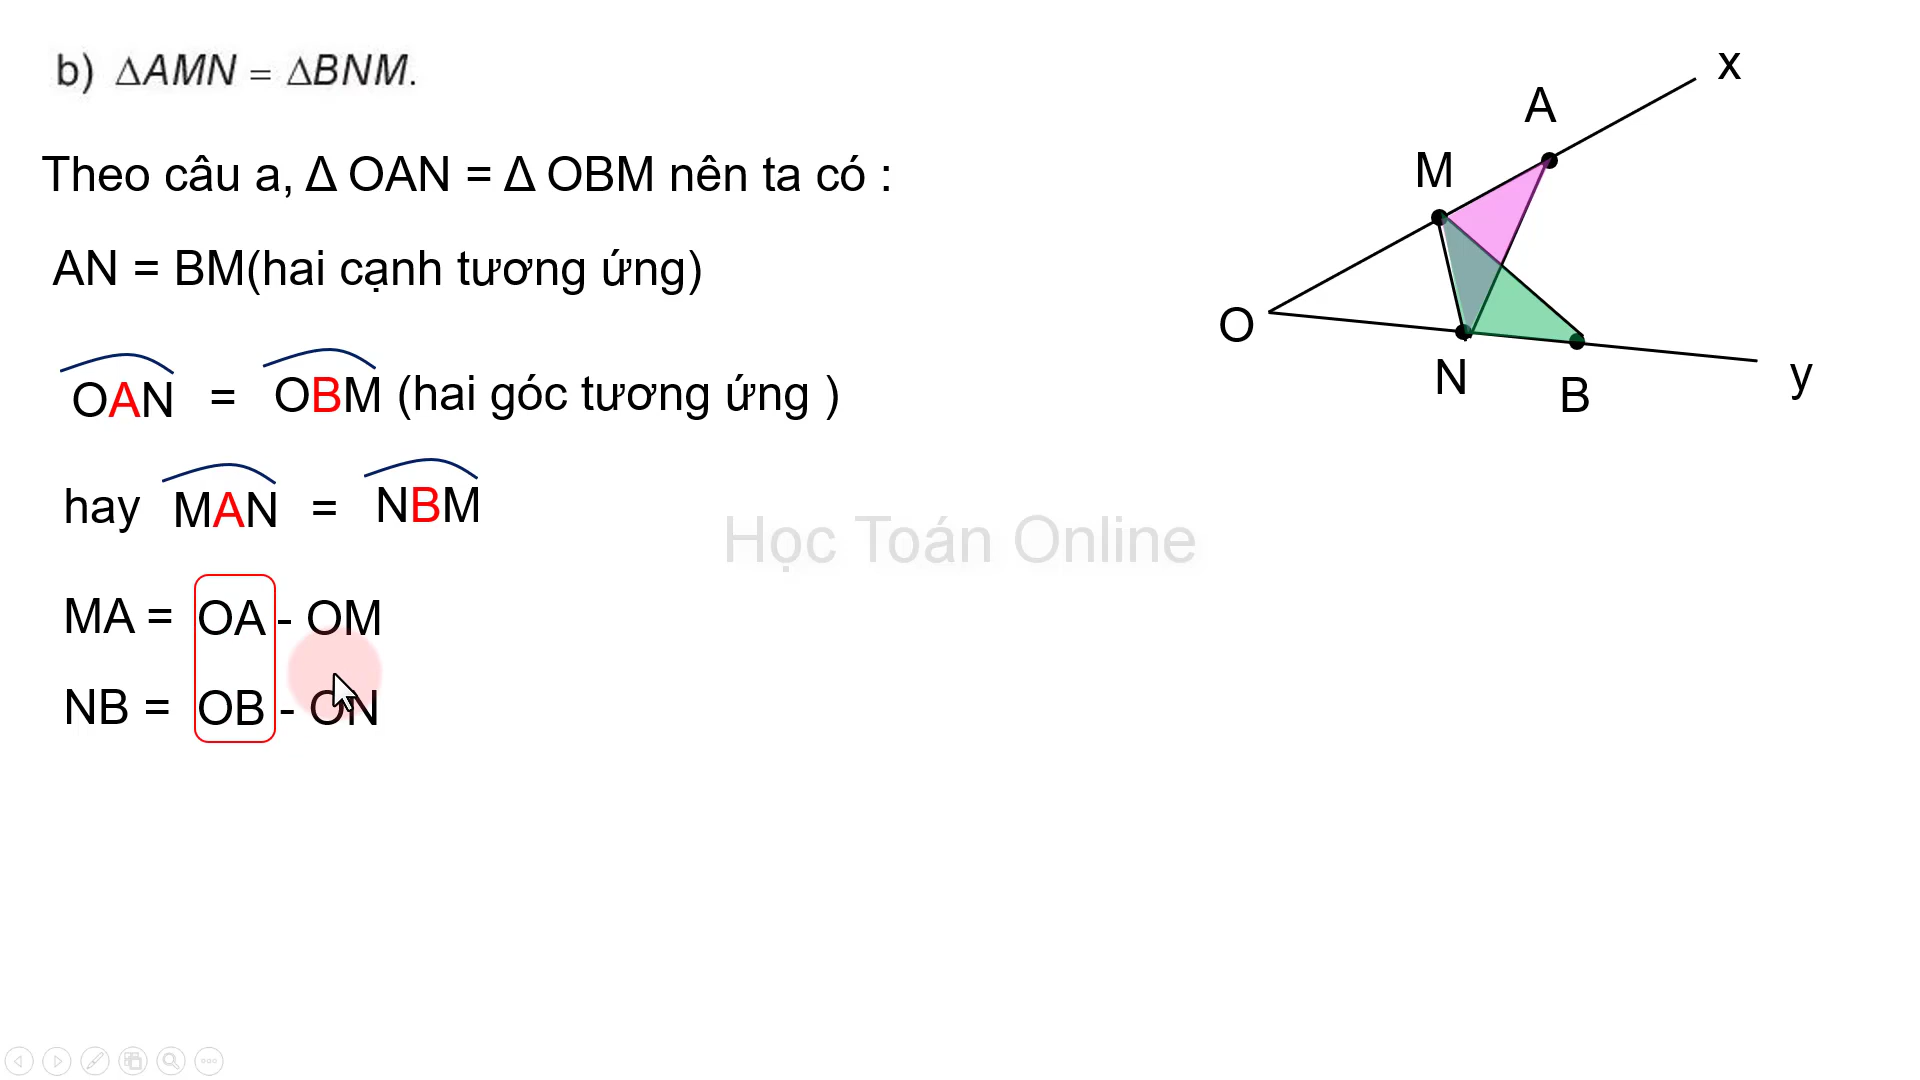 b) ΔAMN = ΔBNM.
Theo câu a, Δ OAN = Δ OBM nên ta có :
AN = BM(hai cạnh tương ứng)
OAN = OBM (hai góc tương ứng )
hay MAN = NBM
MA = OA - OM
NB = OB - ON
x
A
M
O
N
B
y
Học Toán Online